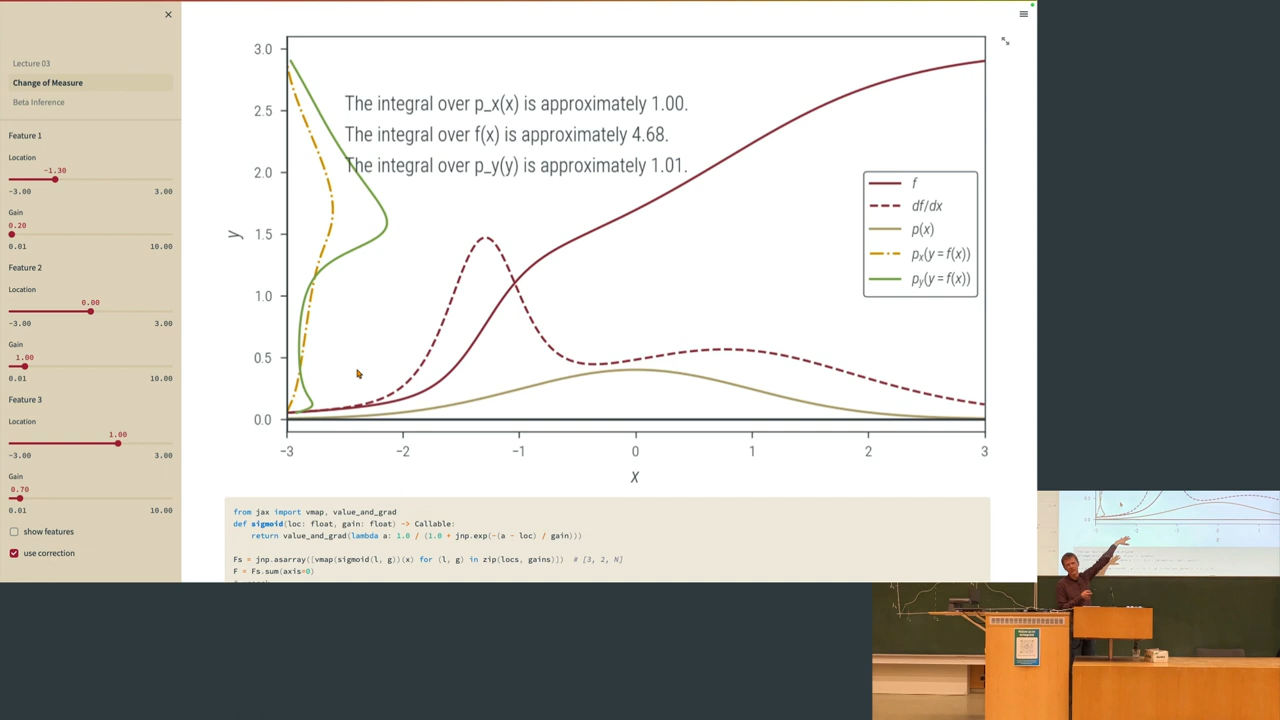 Lecture 03
Change of Measure
Beta Inference
Feature 1
Location
-1.30
-3.00 3.00
Gain
0.20
0.01 10.00
Feature 2
Location
0.00
-3.00 3.00
Gain
1.00
0.01 10.00
Feature 3
Location
1.00
-3.00 3.00
Gain
0.70
0.01 10.00
show features
use correction
The integral over p_x(x) is approximately 1.00.
The integral over f(x) is approximately 4.68.
The integral over p_y(y) is approximately 1.01.
3.0
2.5
2.0
1.5
1.0
0.5
0.0
y
−3 −2 −1 0 1 2 3
x
f
df/dx
p(x)
pₓ(y = f(x))
pᵧ(y = f(x))
from jax import vmap, value_and_grad
def sigmoid(loc: float, gain: float) -> Callable:
    return value_and_grad(lambda a: 1.0 / (1.0 + jnp.exp(-(a - loc) / gain)))
Fs = jnp.asarray([vmap(sigmoid(l, g))(x) for (l, g) in zip(locs, gains)])  # [3, 2, N]
F = Fs.sum(axis=0)